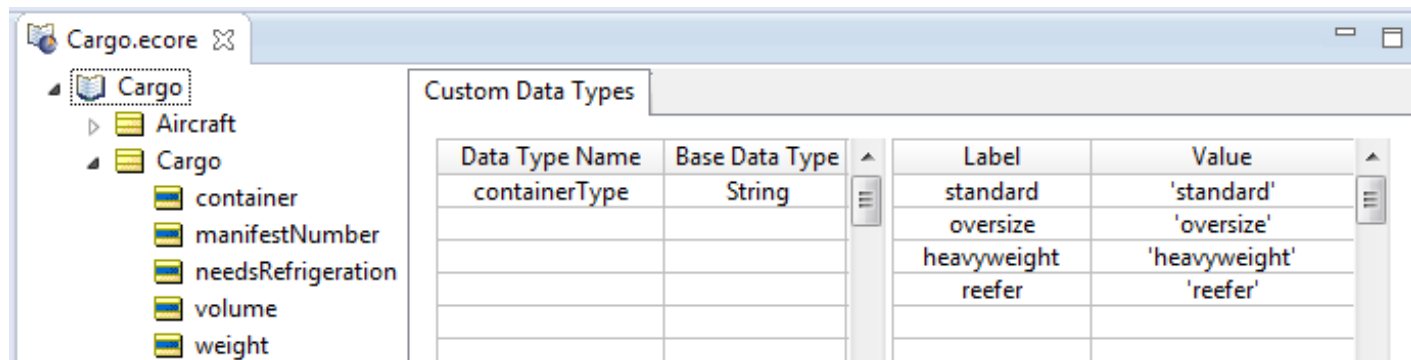 Cargo.ecore
Cargo
Aircraft
Cargo
container
manifestNumber
needsRefrigeration
volume
weight
Custom Data Types
Data Type Name Base Data Type
containerType String
Label Value
standard 'standard'
oversize 'oversize'
heavyweight 'heavyweight'
reefer 'reefer'